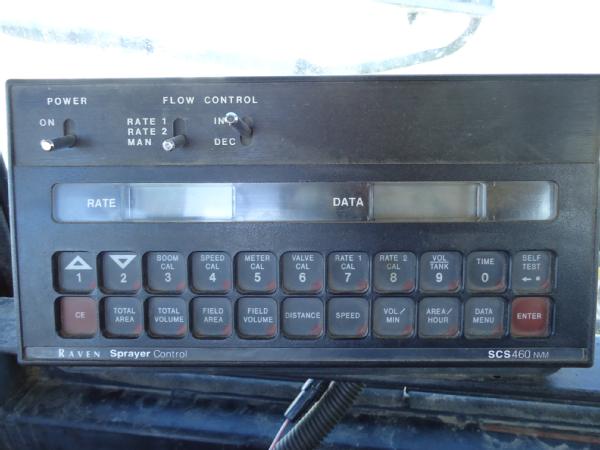 POWER FLOW CONTROL
ON RATE 1 INC
RATE 2
MAN DEC
RATE DATA
1 2 BOOM CAL 3 SPEED CAL 4 METER CAL 5 VALVE CAL 6 RATE 1 CAL 7 RATE 2 CAL 8 VOL TANK 9 TIME 0 SELF TEST
CE TOTAL AREA TOTAL VOLUME FIELD AREA FIELD VOLUME DISTANCE SPEED VOL/ MIN AREA/ HOUR DATA MENU ENTER
RAVEN Sprayer Control SCS460 NVM